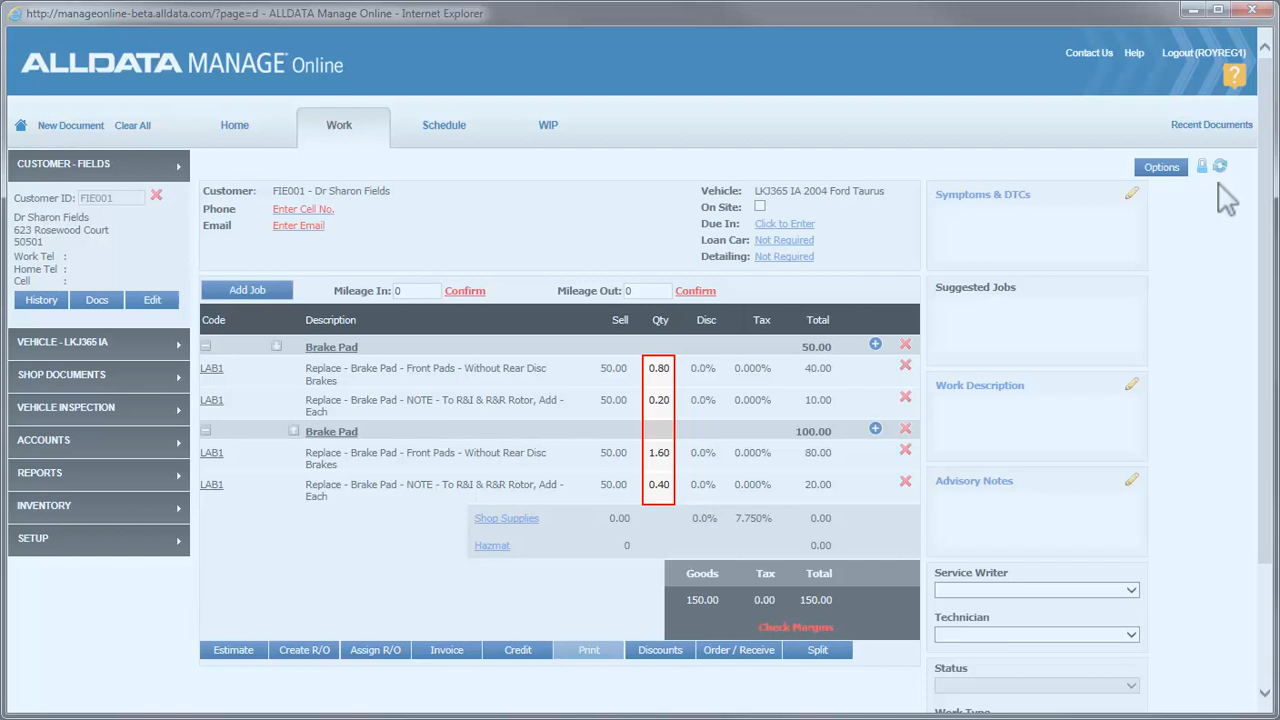 http://manageonline-beta.alldata.com/?page=d - ALLDATA Manage Online - Internet Explorer
ALLDATA MANAGE Online
Contact Us Help Logout (ROYREG1)
?
New Document Clear All Home Work Schedule WIP Recent Documents
CUSTOMER - FIELDS
Customer ID: FIE001
Dr Sharon Fields
623 Rosewood Court
50501
Work Tel :
Home Tel :
Cell :
History Docs Edit
VEHICLE - LKJ365 IA
SHOP DOCUMENTS
VEHICLE INSPECTION
ACCOUNTS
REPORTS
INVENTORY
SETUP
Options
Customer: FIE001 - Dr Sharon Fields
Phone Enter Cell No.
Email Enter Email
Vehicle: LKJ365 IA 2004 Ford Taurus
On Site:
Due In: Click to Enter
Loan Car: Not Required
Detailing: Not Required
Add Job Mileage In: 0 Confirm Mileage Out: 0 Confirm
Code Description Sell Qty Disc Tax Total
Brake Pad 50.00
LAB1 Replace - Brake Pad - Front Pads - Without Rear Disc 50.00 0.80 0.0% 0.000% 40.00
Brakes
LAB1 Replace - Brake Pad - NOTE - To R&I & R&R Rotor, Add - 50.00 0.20 0.0% 0.000% 10.00
Each
Brake Pad 100.00
LAB1 Replace - Brake Pad - Front Pads - Without Rear Disc 50.00 1.60 0.0% 0.000% 80.00
Brakes
LAB1 Replace - Brake Pad - NOTE - To R&I & R&R Rotor, Add - 50.00 0.40 0.0% 0.000% 20.00
Each
Shop Supplies 0.00 0.0% 7.750% 0.00
Hazmat 0 0.00
Goods Tax Total
150.00 0.00 150.00
Check Margins
Estimate Create R/O Assign R/O Invoice Credit Print Discounts Order / Receive Split
Symptoms & DTCs
Suggested Jobs
Work Description
Advisory Notes
Service Writer
Technician
Status
Work Type